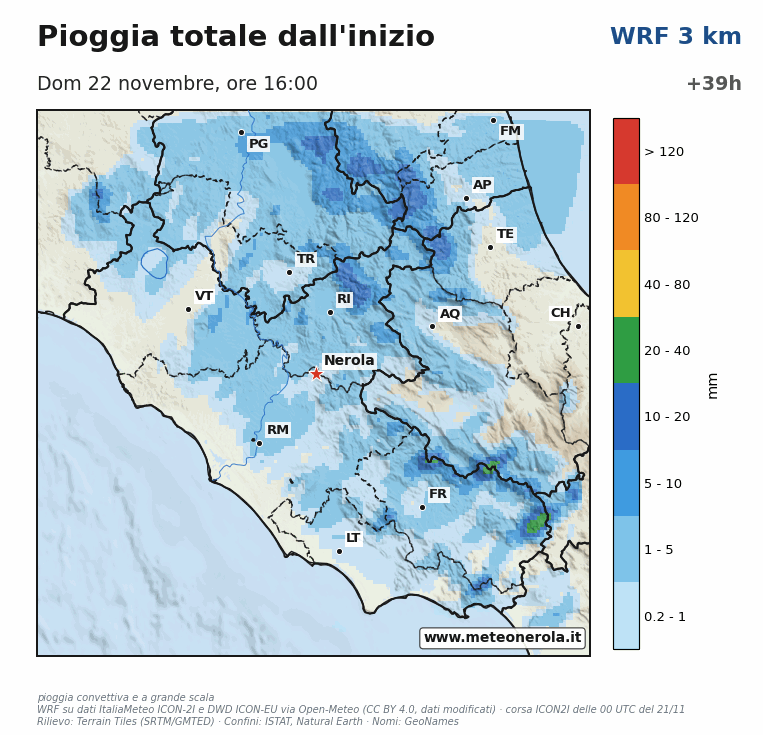 Pioggia totale dall'inizio
WRF 3 km
Dom 22 novembre, ore 16:00
+39h
PG
FM
AP
TE
TR
VT
RI
AQ
CH
Nerola
RM
FR
LT
www.meteonerola.it
> 120
80 - 120
40 - 80
20 - 40
10 - 20
5 - 10
1 - 5
0.2 - 1
mm
pioggia convettiva e a grande scala
WRF su dati ItaliaMeteo ICON-2I e DWD ICON-EU via Open-Meteo (CC BY 4.0, dati modificati) · corsa ICON2I delle 00 UTC del 21/11
Rilievo: Terrain Tiles (SRTM/GMTED) · Confini: ISTAT, Natural Earth · Nomi: GeoNames